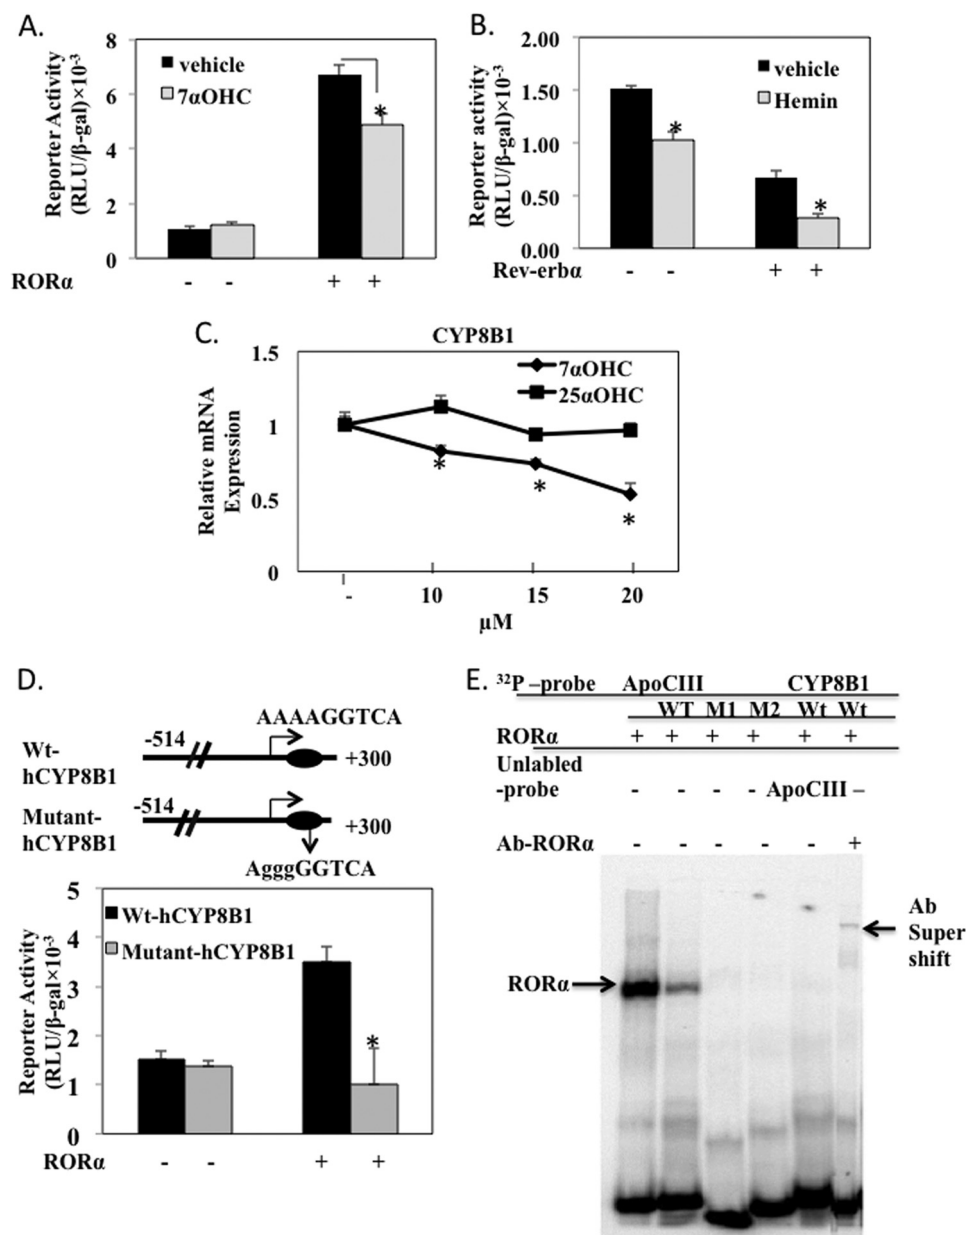 A.
Reporter Activity
(RLU/β-gal)×10⁻³
8
6
4
2
0
vehicle
7αOHC
*
RORα - - + +
B.
Reporter activity
(RLU/β-gal)×10⁻³
2.00
1.50
1.00
0.50
0.00
vehicle
Hemin
*
*
Rev-erbα - - + +
C.
CYP8B1
Relative mRNA
Expression
1.5
1
0.5
0
7αOHC
25αOHC
*
*
*
- 10 15 20
μM
D.
AAAAGGTCA
Wt-
hCYP8B1
-514
+300
Mutant-
hCYP8B1
-514
+300
AgggGGTCA
Reporter Activity
(RLU/β-gal×10⁻³
5
4
3
2
1
0
Wt-hCYP8B1
Mutant-hCYP8B1
*
RORα - - + +
E.
³²P –probe ApoCIII CYP8B1
WT M1 M2 Wt Wt
RORα + + + + + +
Unlabled
-probe - - - - ApoCIII –
Ab-RORα - - - - - +
RORα
Ab
Super
shift